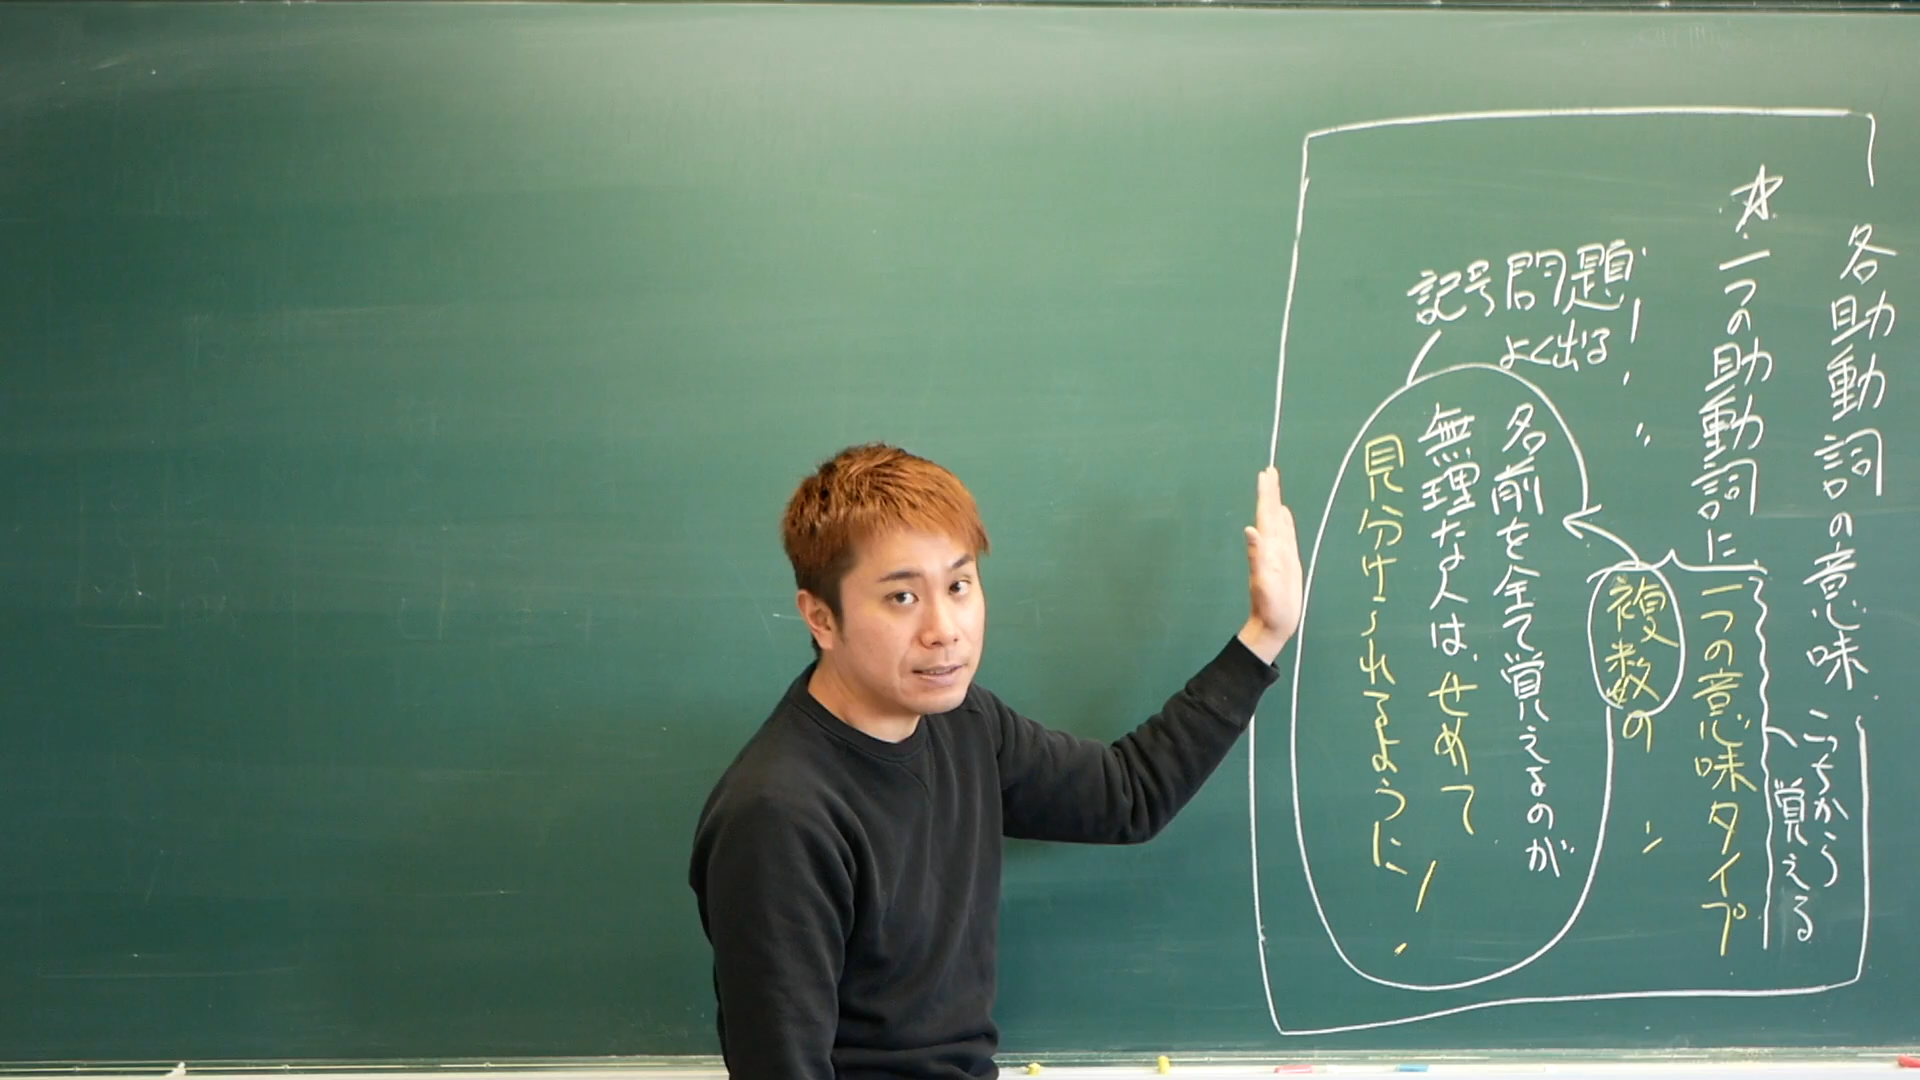 各助動詞の意味
こっちから
覚える
☆・一つの助動詞に
一つの意味タイプ
〃
複数の 〃
記号問題
よく出る!
名前を全て覚えるのが
無理な人は、せめて
見分けられるように!